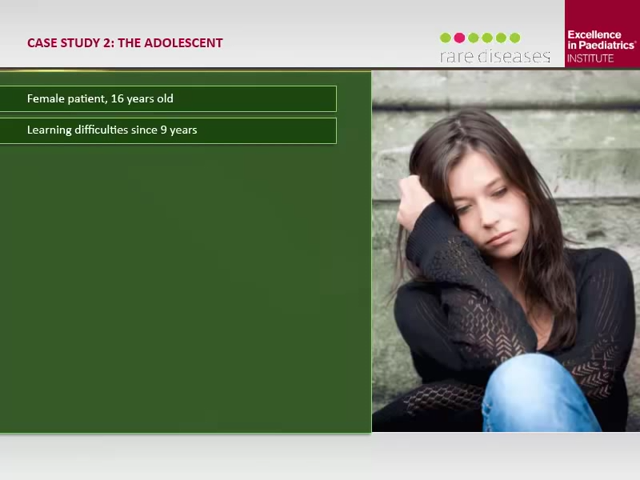 CASE STUDY 2: THE ADOLESCENT
rare diseases
Excellence
in Paediatrics
INSTITUTE
Female patient, 16 years old
Learning difficulties since 9 years